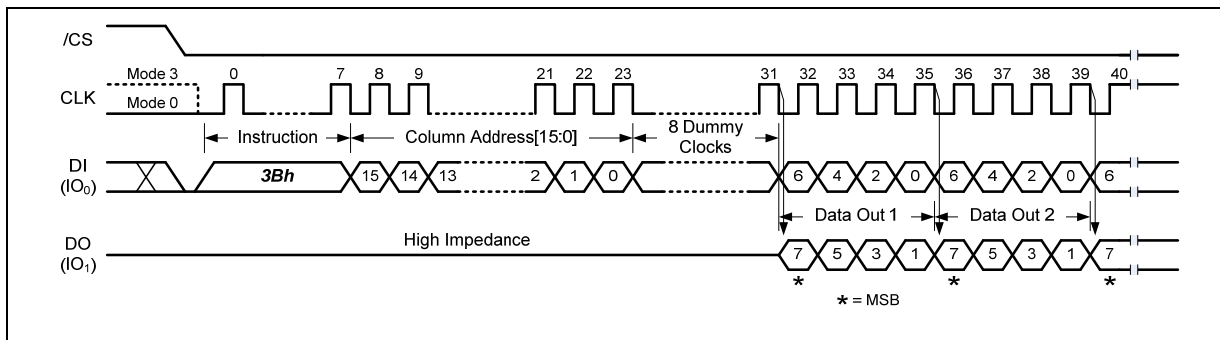 /CS
Mode 3 0 7 8 9 21 22 23 31 32 33 34 35 36 37 38 39 40
CLK Mode 0
Instruction Column Address[15:0] 8 Dummy
Clocks
DI
(IO₀) 3Bh 15 14 13 2 1 0 6 4 2 0 6 4 2 0 6
Data Out 1 Data Out 2
High Impedance
DO
(IO₁) 7 5 3 1 7 5 3 1 7
* * *
* = MSB